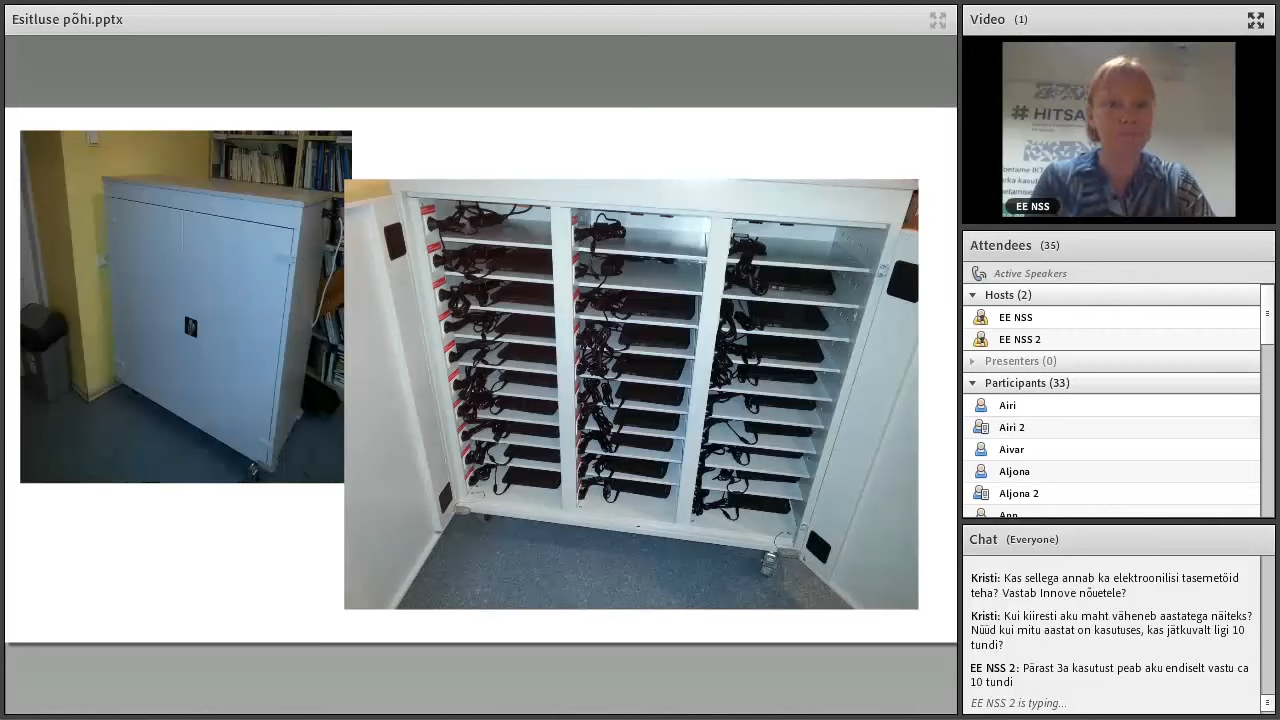 Esitluse põhi.pptx
Video (1)
# HITSA
EE NSS
Attendees (35)
Active Speakers
Hosts (2)
EE NSS
EE NSS 2
Presenters (0)
Participants (33)
Airi
Airi 2
Aivar
Aljona
Aljona 2
Ann
Chat (Everyone)
Kristi: Kas sellega annab ka elektroonilisi tasemetöid
teha? Vastab Innove nõuetele?
Kristi: Kui kiiresti aku maht väheneb aastatega näiteks?
Nüüd kui mitu aastat on kasutuses, kas jätkuvalt ligi 10
tundi?
EE NSS 2: Pärast 3a kasutust peab aku endiselt vastu ca
10 tundi
EE NSS 2 is typing...